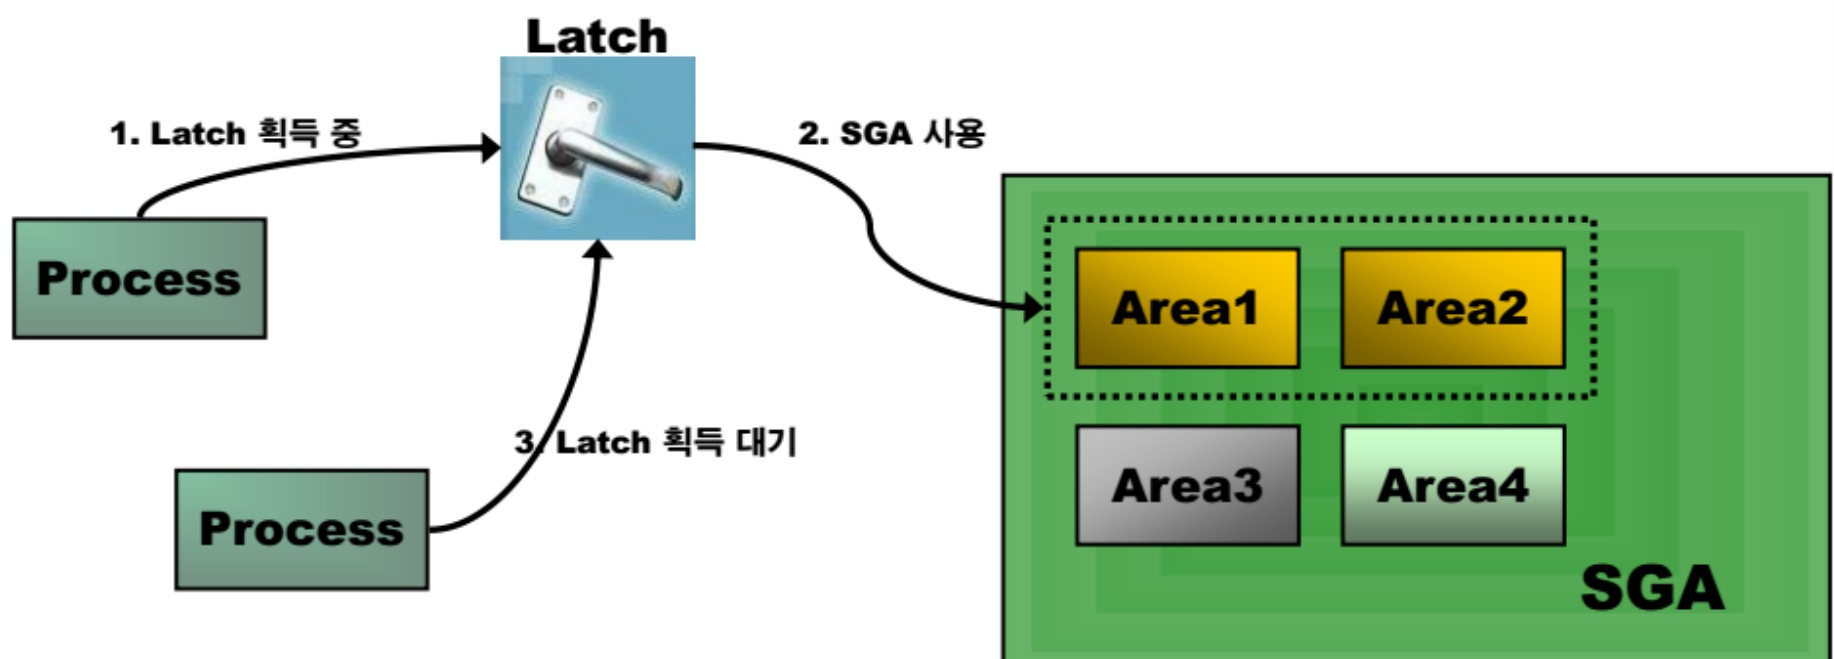 Latch
1. Latch 획득 중
2. SGA 사용
Process
Area1
Area2
3. Latch 획득 대기
Area3
Area4
Process
SGA